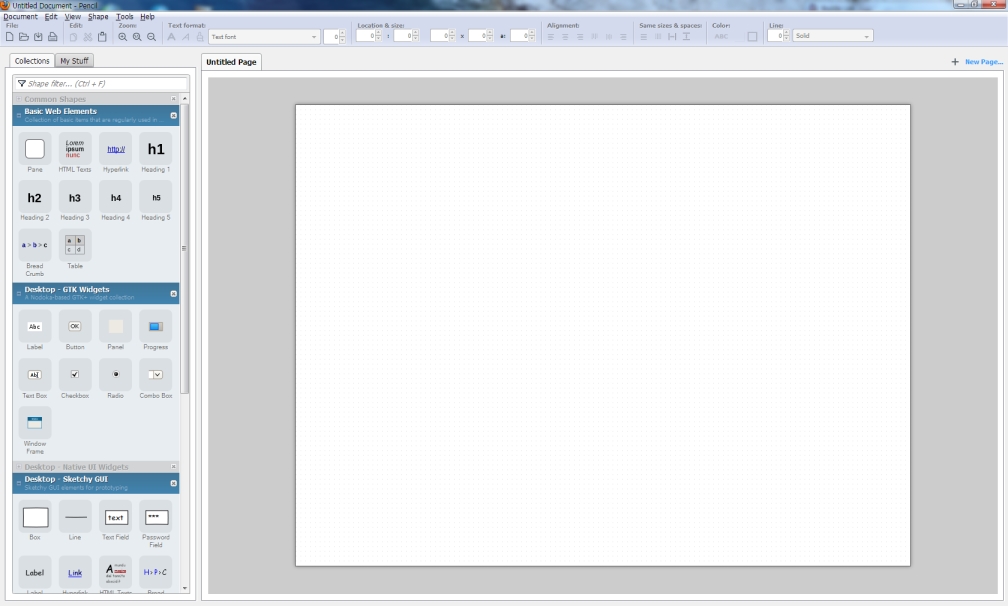 Untitled Document - Pencil
Document Edit View Shape Tools Help
File: Edit: Zoom: Text format: Location & size: Alignment: Same sizes & spaces: Color: Line:
Text font 0 0 : 0 0 x 0 a: 0 ABC 0 Solid
Collections My Stuff
Untitled Page
+ New Page...
Shape filter... (Ctrl + F)
Common Shapes
Basic Web Elements
Collection of basic items that are regularly used in ...
Lorem
ipsum
nunc
http://
h1
Pane HTML Texts Hyperlink Heading 1
h2 h3 h4 h5
Heading 2 Heading 3 Heading 4 Heading 5
a > b > c
a b
c d
Bread
Crumb
Table
Desktop - GTK Widgets
A Nodoka-based GTK+ widget collection
Abc OK
Label Button Panel Progress
Ab|
Text Box Checkbox Radio Combo Box
Window
Frame
Desktop - Native UI Widgets
Desktop - Sketchy GUI
Sketchy GUI elements for prototyping
text ***
Box Line Text Field Password
Field
Label Link A H>P>C
Label Hyperlink HTML Texts Bread